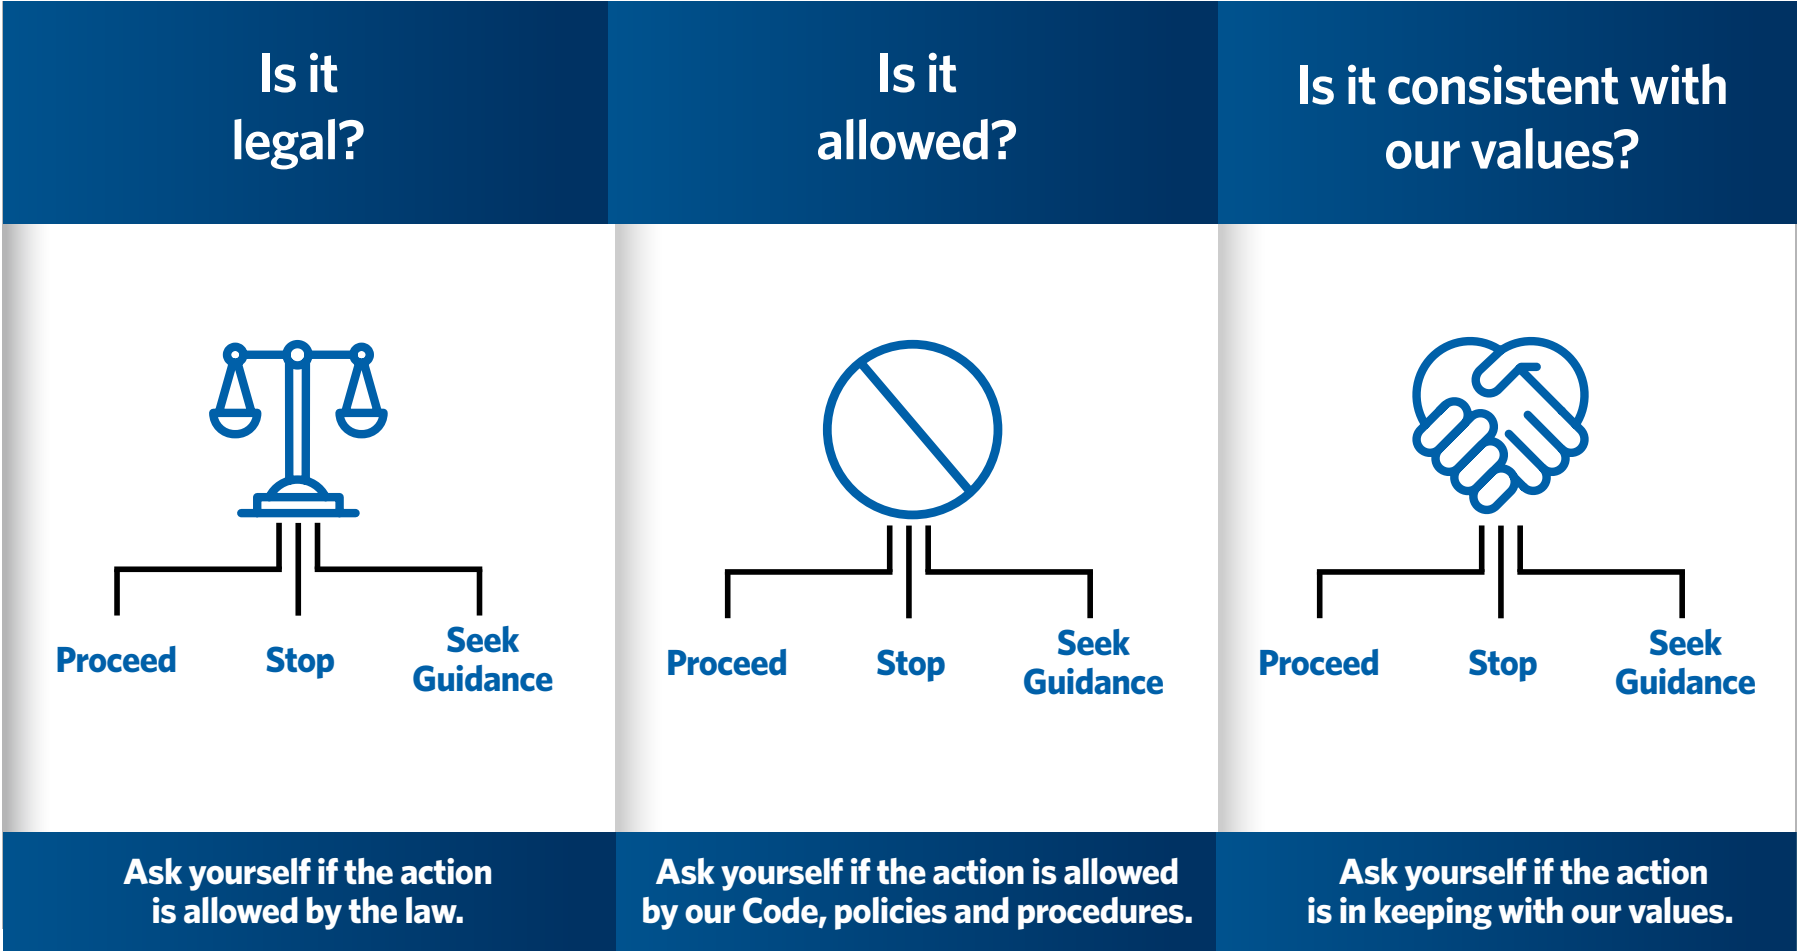 Is it
legal?
Proceed
Stop
Seek
Guidance
Ask yourself if the action
is allowed by the law.
Is it
allowed?
Proceed
Stop
Seek
Guidance
Ask yourself if the action is allowed
by our Code, policies and procedures.
Is it consistent with
our values?
Proceed
Stop
Seek
Guidance
Ask yourself if the action
is in keeping with our values.